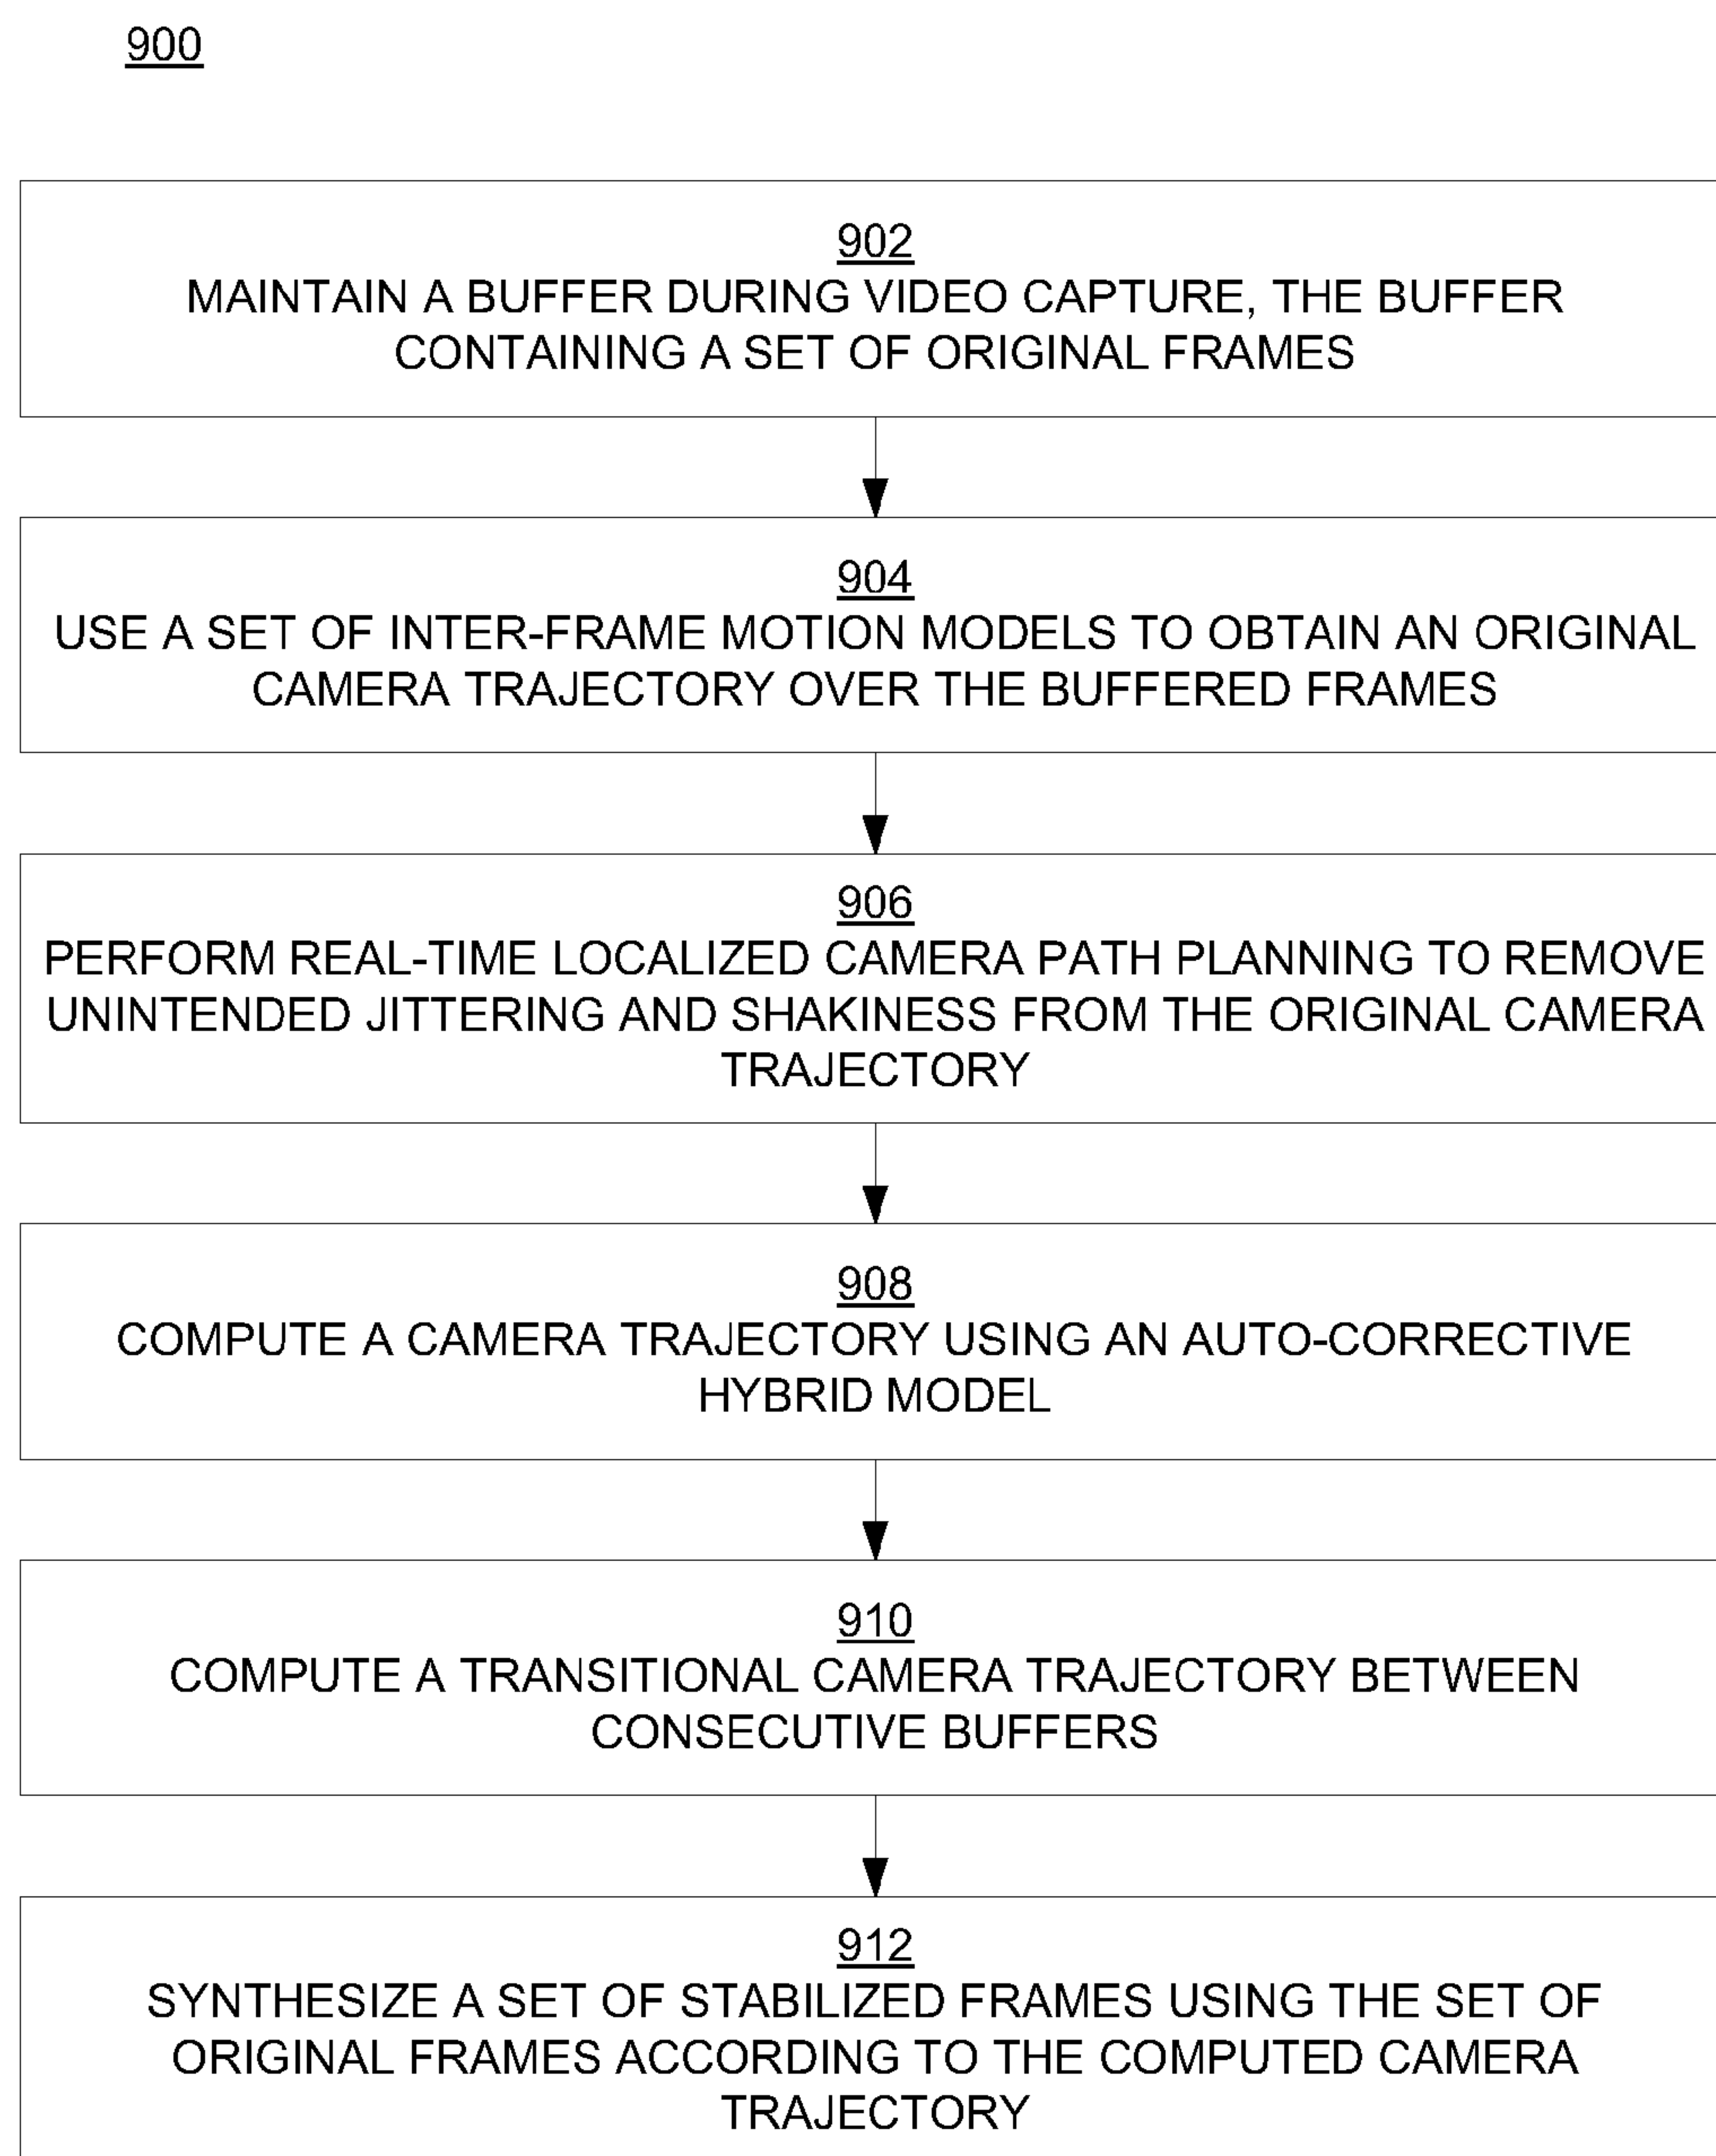 900
902
MAINTAIN A BUFFER DURING VIDEO CAPTURE, THE BUFFER
CONTAINING A SET OF ORIGINAL FRAMES
904
USE A SET OF INTER-FRAME MOTION MODELS TO OBTAIN AN ORIGINAL
CAMERA TRAJECTORY OVER THE BUFFERED FRAMES
906
PERFORM REAL-TIME LOCALIZED CAMERA PATH PLANNING TO REMOVE
UNINTENDED JITTERING AND SHAKINESS FROM THE ORIGINAL CAMERA
TRAJECTORY
908
COMPUTE A CAMERA TRAJECTORY USING AN AUTO-CORRECTIVE
HYBRID MODEL
910
COMPUTE A TRANSITIONAL CAMERA TRAJECTORY BETWEEN
CONSECUTIVE BUFFERS
912
SYNTHESIZE A SET OF STABILIZED FRAMES USING THE SET OF
ORIGINAL FRAMES ACCORDING TO THE COMPUTED CAMERA
TRAJECTORY